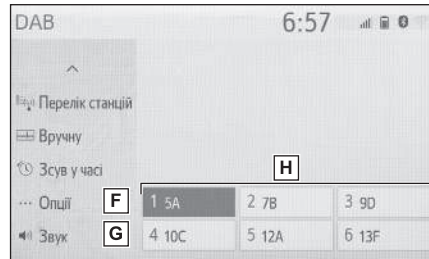 DAB 6:57
Перелік станцій
Вручну
Зсув у часі
H
Опції F 1 5A 2 7B 3 9D
Звук G 4 10C 5 12A 6 13F